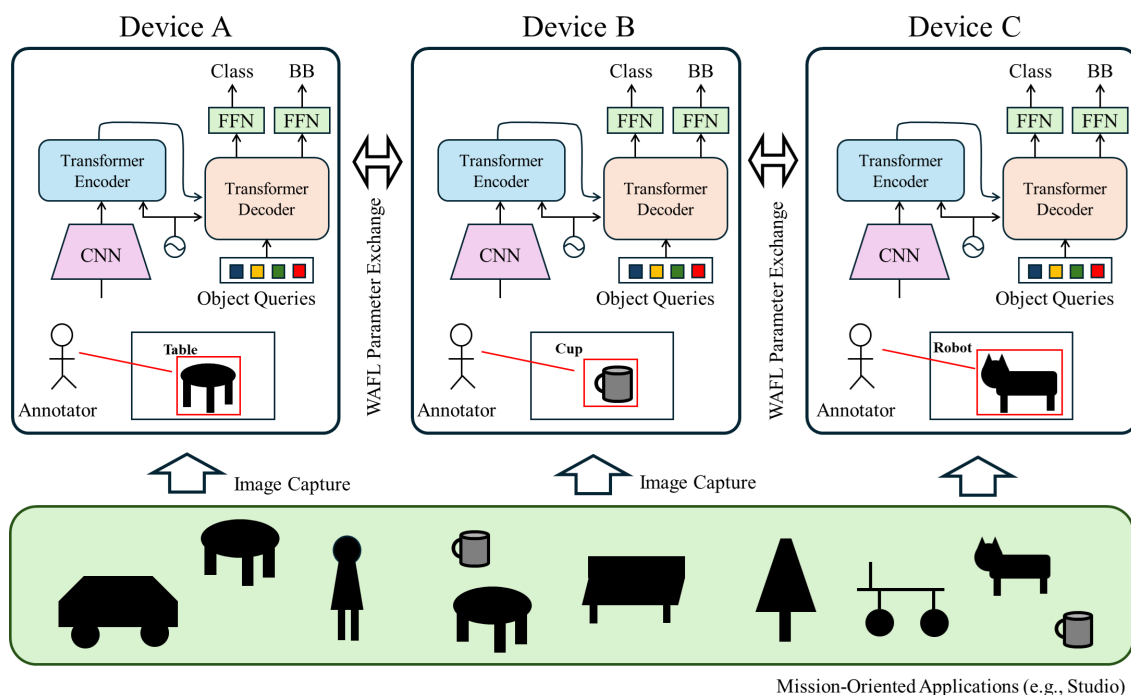 Device A
Device B
Device C
Class
BB
FFN
FFN
Transformer
Encoder
Transformer
Decoder
CNN
Object Queries
Table
Annotator
WAFL Parameter Exchange
Class
BB
FFN
FFN
Transformer
Encoder
Transformer
Decoder
CNN
Object Queries
Cup
Annotator
WAFL Parameter Exchange
Class
BB
FFN
FFN
Transformer
Encoder
Transformer
Decoder
CNN
Object Queries
Robot
Annotator
Image Capture
Image Capture
Mission-Oriented Applications (e.g., Studio)